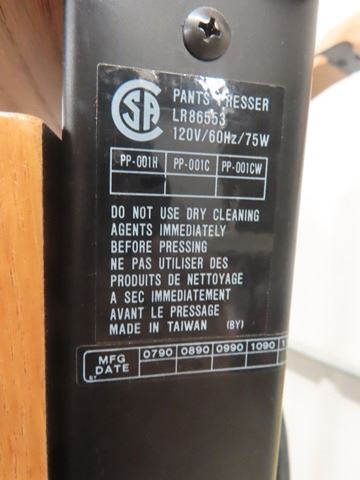 CSA PANTS PRESSER
LR86553
120V/60Hz/75W
PP-001H PP-001C PP-001CW
DO NOT USE DRY CLEANING
AGENTS IMMEDIATELY
BEFORE PRESSING
NE PAS UTILISER DES
PRODUITS DE NETTOYAGE
A SEC IMMEDIATEMENT
AVANT LE PRESSAGE
MADE IN TAIWAN (BY)
MFG DATE 0790 0890 0990 1090